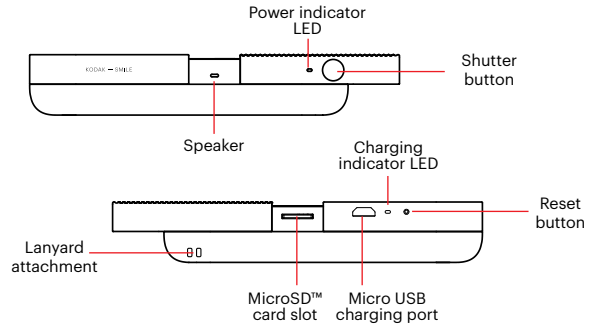 Power indicator
LED
KODAK — SMILE
Shutter
button
Speaker
Charging
indicator LED
Reset
button
Lanyard
attachment
MicroSD™
card slot
Micro USB
charging port